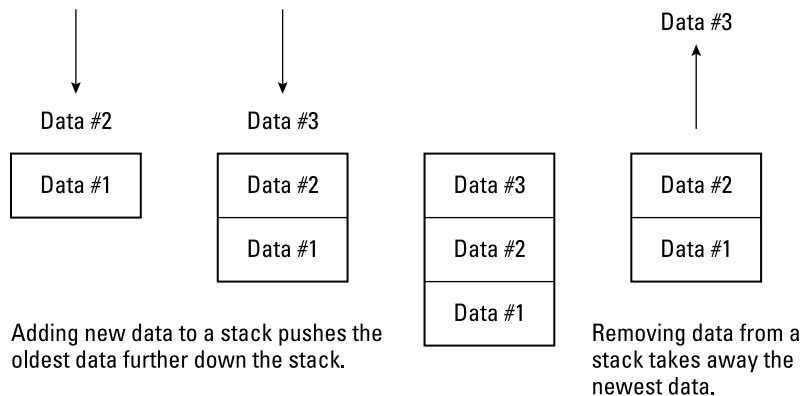 Data #2
Data #1
Data #3
Data #2
Data #1
Data #3
Data #2
Data #1
Data #3
Data #2
Data #1
Adding new data to a stack pushes the
oldest data further down the stack.
Removing data from a
stack takes away the
newest data.